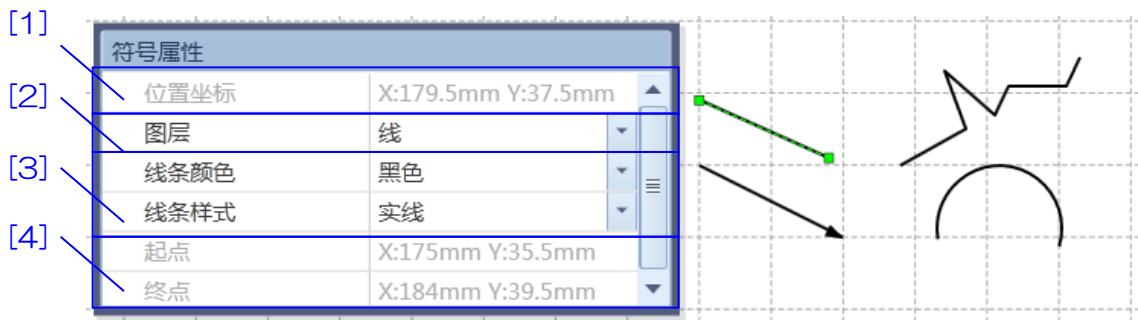 [1]
符号属性
位置坐标 X:179.5mm Y:37.5mm
[2]
图层 线
[3]
线条颜色 黑色
线条样式 实线
[4]
起点 X:175mm Y:35.5mm
终点 X:184mm Y:39.5mm